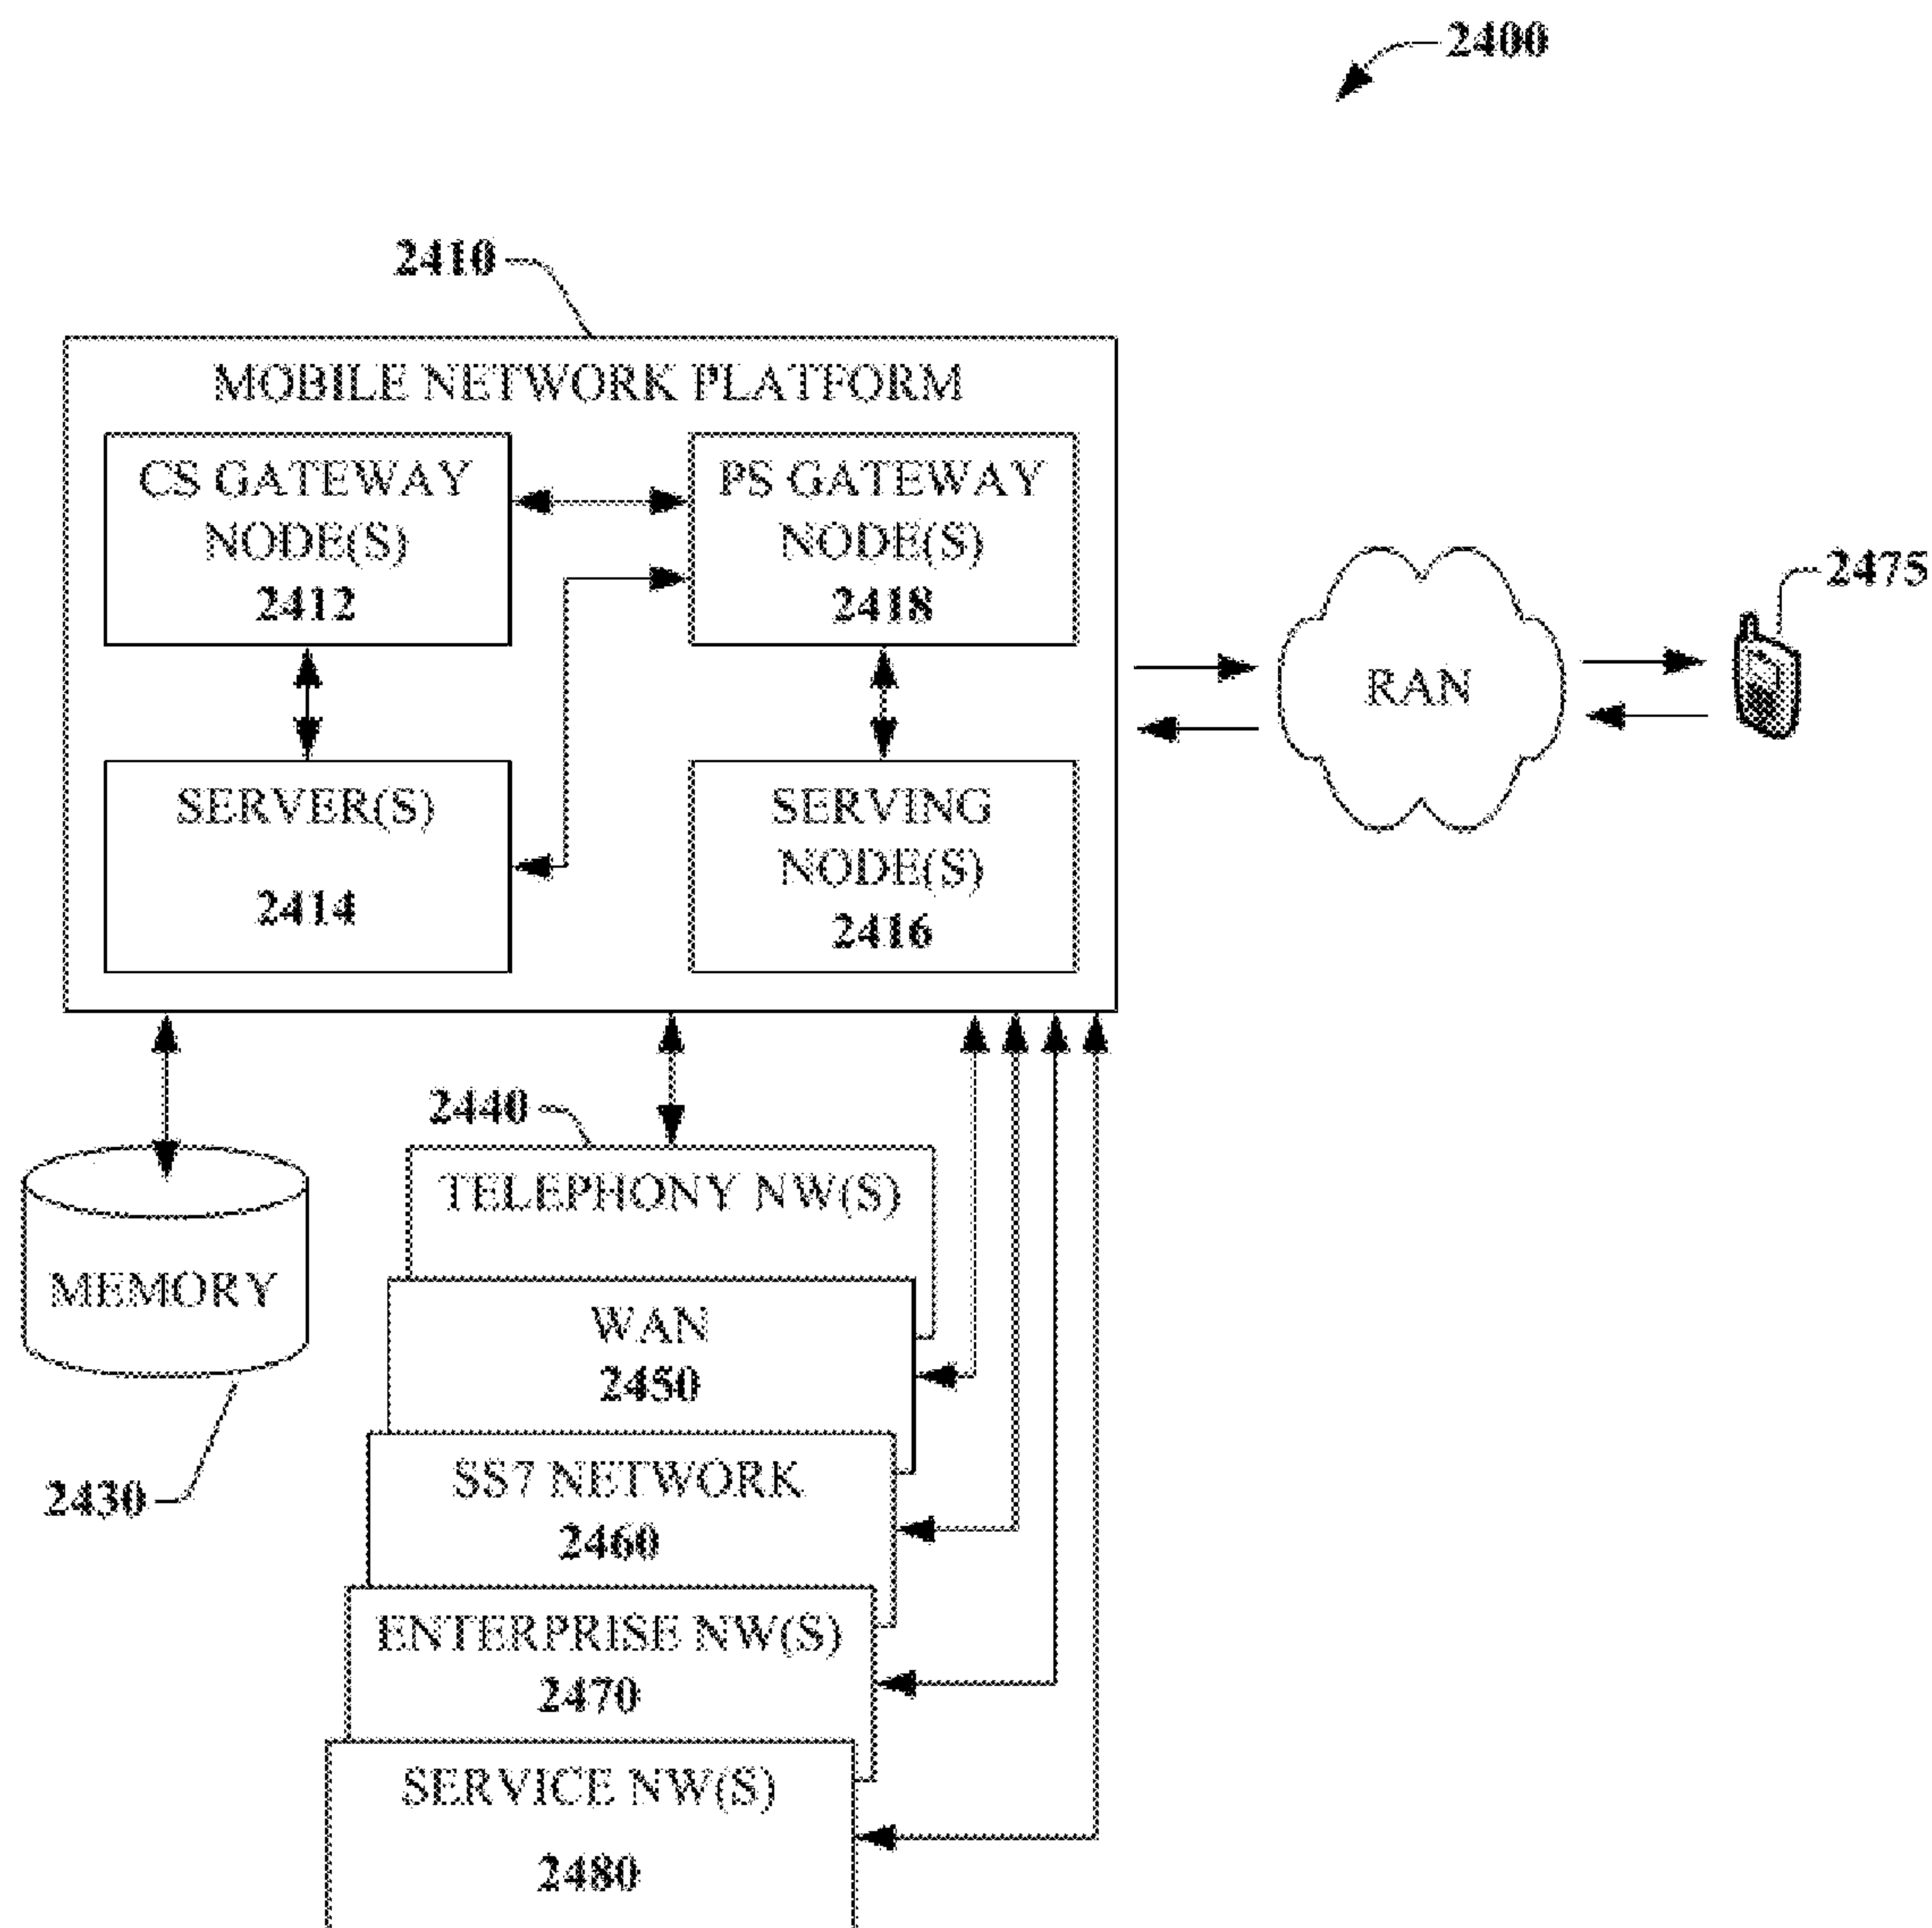 2400
2410
MOBILE NETWORK PLATFORM
CS GATEWAY
NODE(S)
2412
PS GATEWAY
NODE(S)
2418
SERVER(S)
2414
SERVING
NODE(S)
2416
RAN
2475
2440
TELEPHONY NW(S)
MEMORY
2430
WAN
2450
SS7 NETWORK
2460
ENTERPRISE NW(S)
2470
SERVICE NW(S)
2480